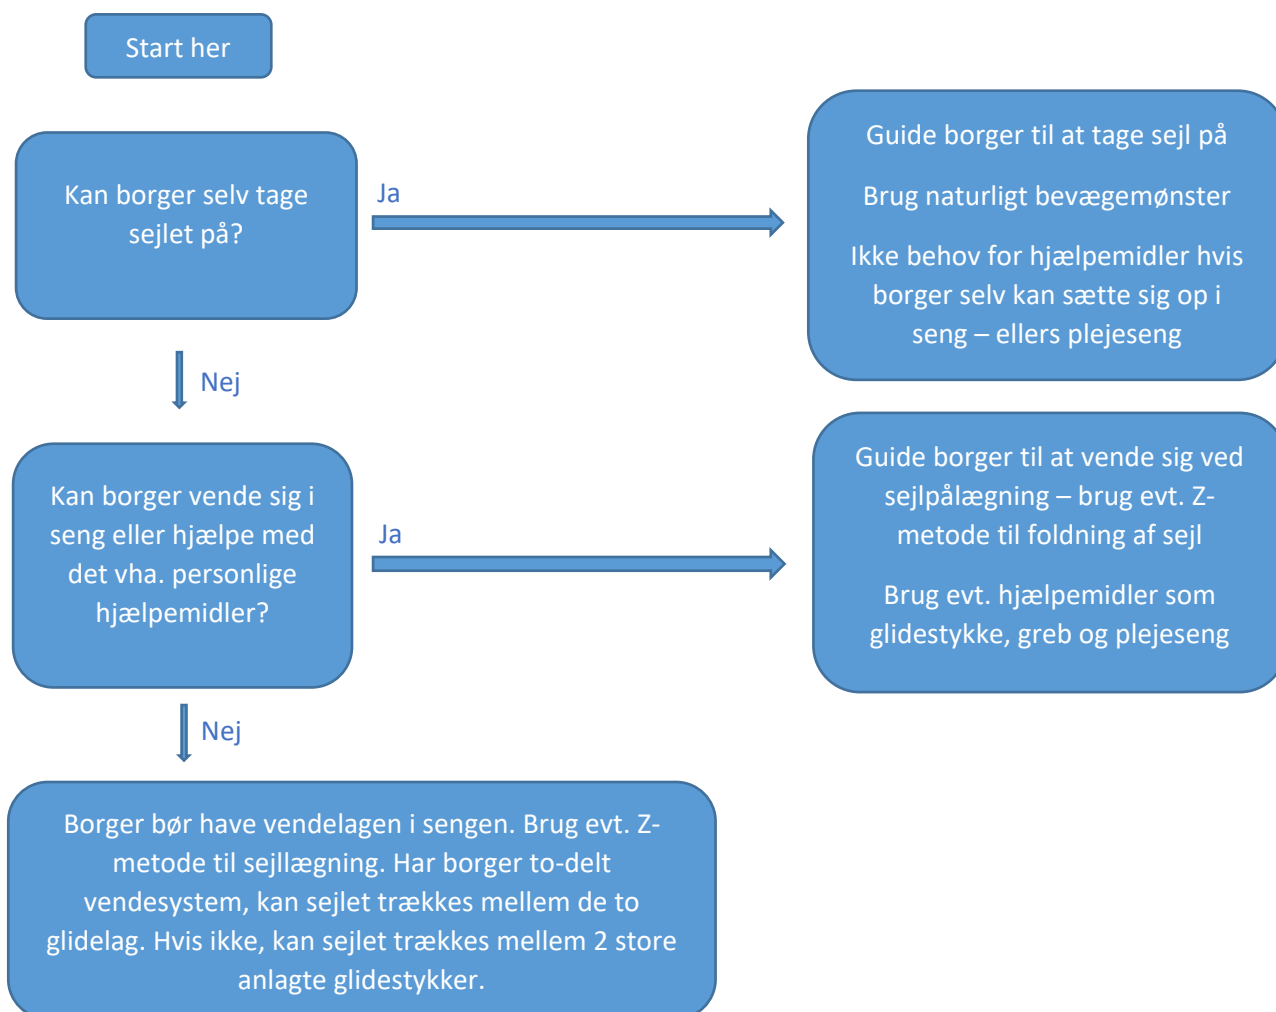 Start her
Kan borger selv tage
sejlet på?
Ja
Guide borger til at tage sejl på
Brug naturligt bevægemønster
Ikke behov for hjælpemidler hvis
borger selv kan sætte sig op i
seng – ellers plejeseng
Nej
Kan borger vende sig i
seng eller hjælpe med
det vha. personlige
hjælpemidler?
Ja
Guide borger til at vende sig ved
sejlpålægning – brug evt. Z-
metode til foldning af sejl
Brug evt. hjælpemidler som
glidestykke, greb og plejeseng
Nej
Borger bør have vendelagen i sengen. Brug evt. Z-
metode til sejllægning. Har borger to-delt
vendesystem, kan sejlet trækkes mellem de to
glidelag. Hvis ikke, kan sejlet trækkes mellem 2 store
anlagte glidestykker.